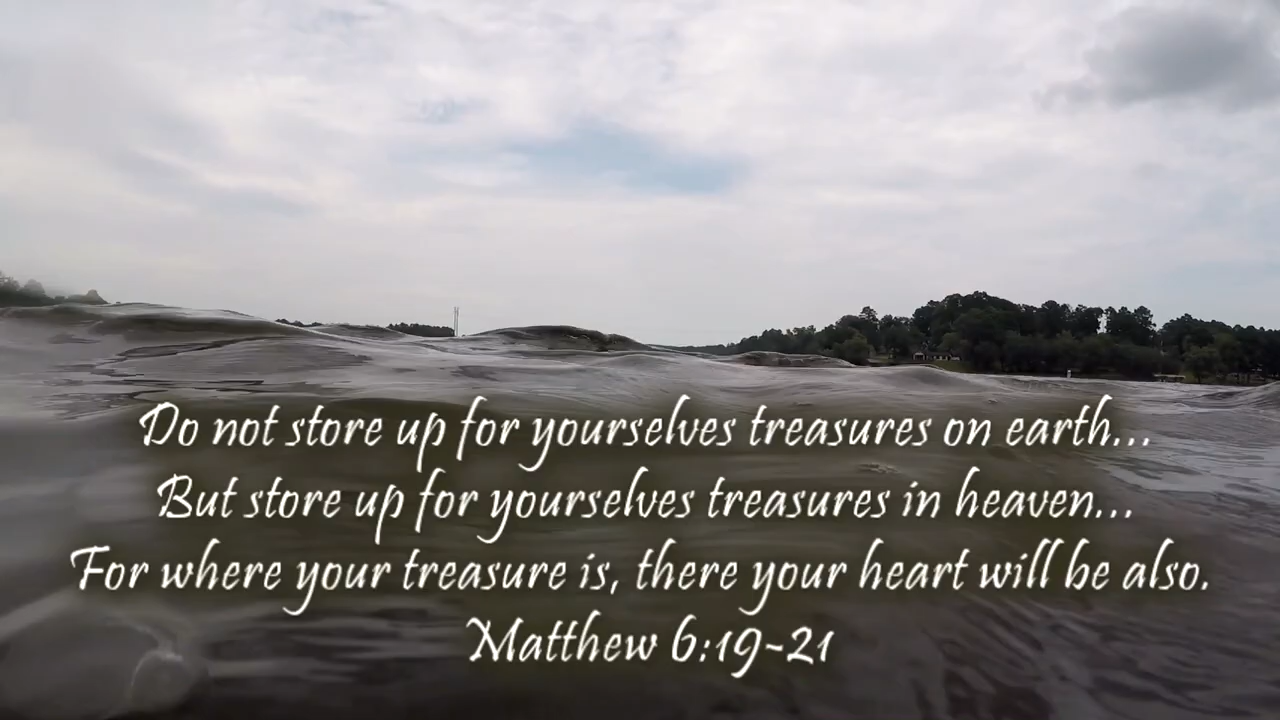 Do not store up for yourselves treasures on earth...
But store up for yourselves treasures in heaven...
For where your treasure is, there your heart will be also.
Matthew 6:19-21